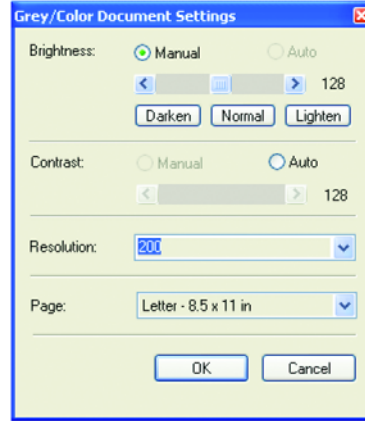 Grey/Color Document Settings
Brightness: Manual Auto
128
Darken Normal Lighten
Contrast: Manual Auto
128
Resolution: 200
Page: Letter - 8.5 x 11 in
OK Cancel